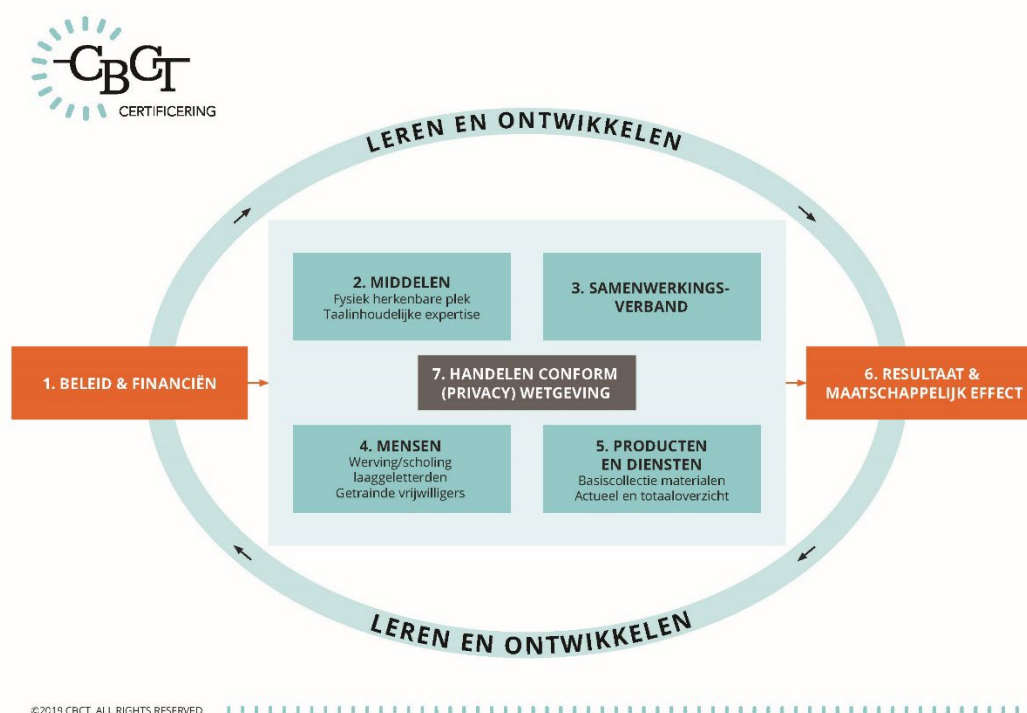 CBCT
CERTIFICERING
LEREN EN ONTWIKKELEN
2. MIDDELEN
Fysiek herkenbare plek
Taalinhoudelijke expertise
3. SAMENWERKINGS-
VERBAND
1. BELEID & FINANCIËN
7. HANDELEN CONFORM
(PRIVACY) WETGEVING
6. RESULTAAT &
MAATSCHAPPELIJK EFFECT
4. MENSEN
Werving/scholing
laaggeletterden
Getrainde vrijwilligers
5. PRODUCTEN
EN DIENSTEN
Basiscollectie materialen
Actueel en totaaloverzicht
LEREN EN ONTWIKKELEN
©2019 CBCT. ALL RIGHTS RESERVED